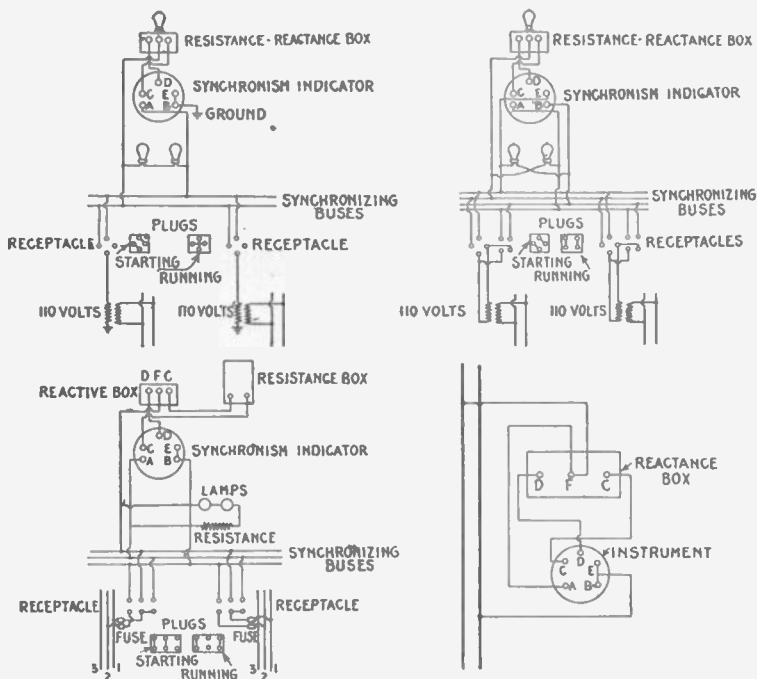 RESISTANCE-REACTANCE BOX
D
SYNCHRONISM INDICATOR
C E
A B
GROUND
SYNCHRONIZING
BUSES
PLUGS
RECEPTACLE
RECEPTACLE
STARTING
RUNNING
110 VOLTS
110 VOLTS
RESISTANCE-REACTANCE BOX
D
SYNCHRONISM INDICATOR
C E
A B
SYNCHRONIZING
BUSES
PLUGS
RECEPTACLES
STARTING
RUNNING
110 VOLTS
110 VOLTS
D F C
REACTIVE BOX
RESISTANCE BOX
D
SYNCHRONISM INDICATOR
C E
A B
LAMPS
RESISTANCE
SYNCHRONIZING
BUSES
RECEPTACLE
RECEPTACLE
PLUGS
FUSE
FUSE
STARTING
RUNNING
3 2 1
3 2 1
REACTANCE
BOX
D F C
INSTRUMENT
D
C E
A B